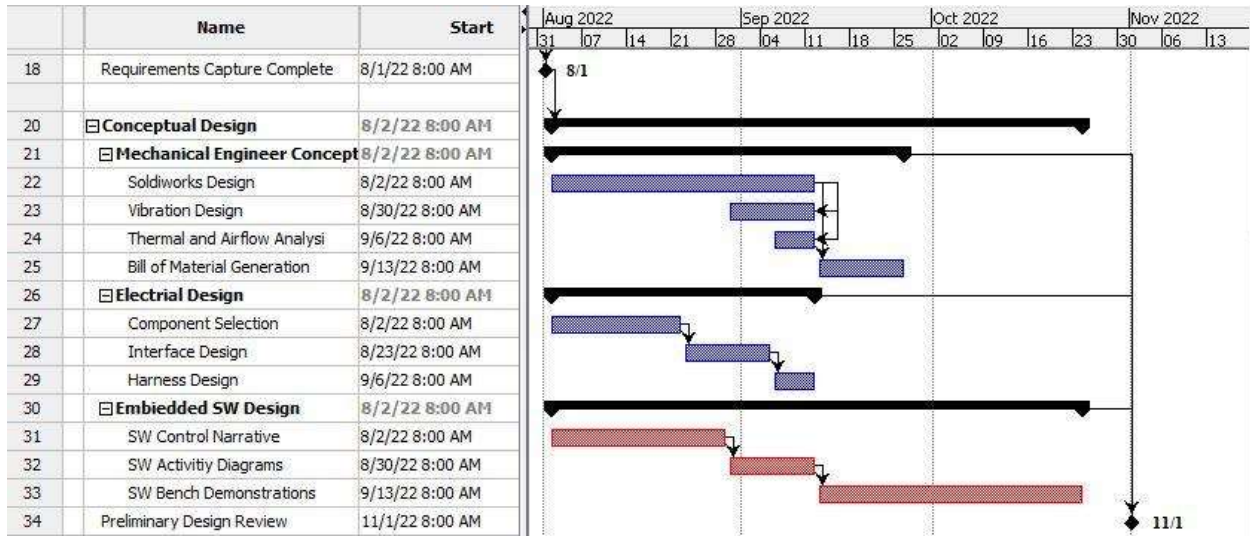 Name Start Aug 2022 Sep 2022 Oct 2022 Nov 2022
31 07 14 21 28 04 11 18 25 02 09 16 23 30 06 13
18 Requirements Capture Complete 8/1/22 8:00 AM 8/1
20 Conceptual Design 8/2/22 8:00 AM
21 Mechanical Engineer Concept 8/2/22 8:00 AM
22 Soldiworks Design 8/2/22 8:00 AM
23 Vibration Design 8/30/22 8:00 AM
24 Thermal and Airflow Analysi 9/6/22 8:00 AM
25 Bill of Material Generation 9/13/22 8:00 AM
26 Electrial Design 8/2/22 8:00 AM
27 Component Selection 8/2/22 8:00 AM
28 Interface Design 8/23/22 8:00 AM
29 Harness Design 9/6/22 8:00 AM
30 Embiedded SW Design 8/2/22 8:00 AM
31 SW Control Narrative 8/2/22 8:00 AM
32 SW Activitiy Diagrams 8/30/22 8:00 AM
33 SW Bench Demonstrations 9/13/22 8:00 AM
34 Preliminary Design Review 11/1/22 8:00 AM 11/1